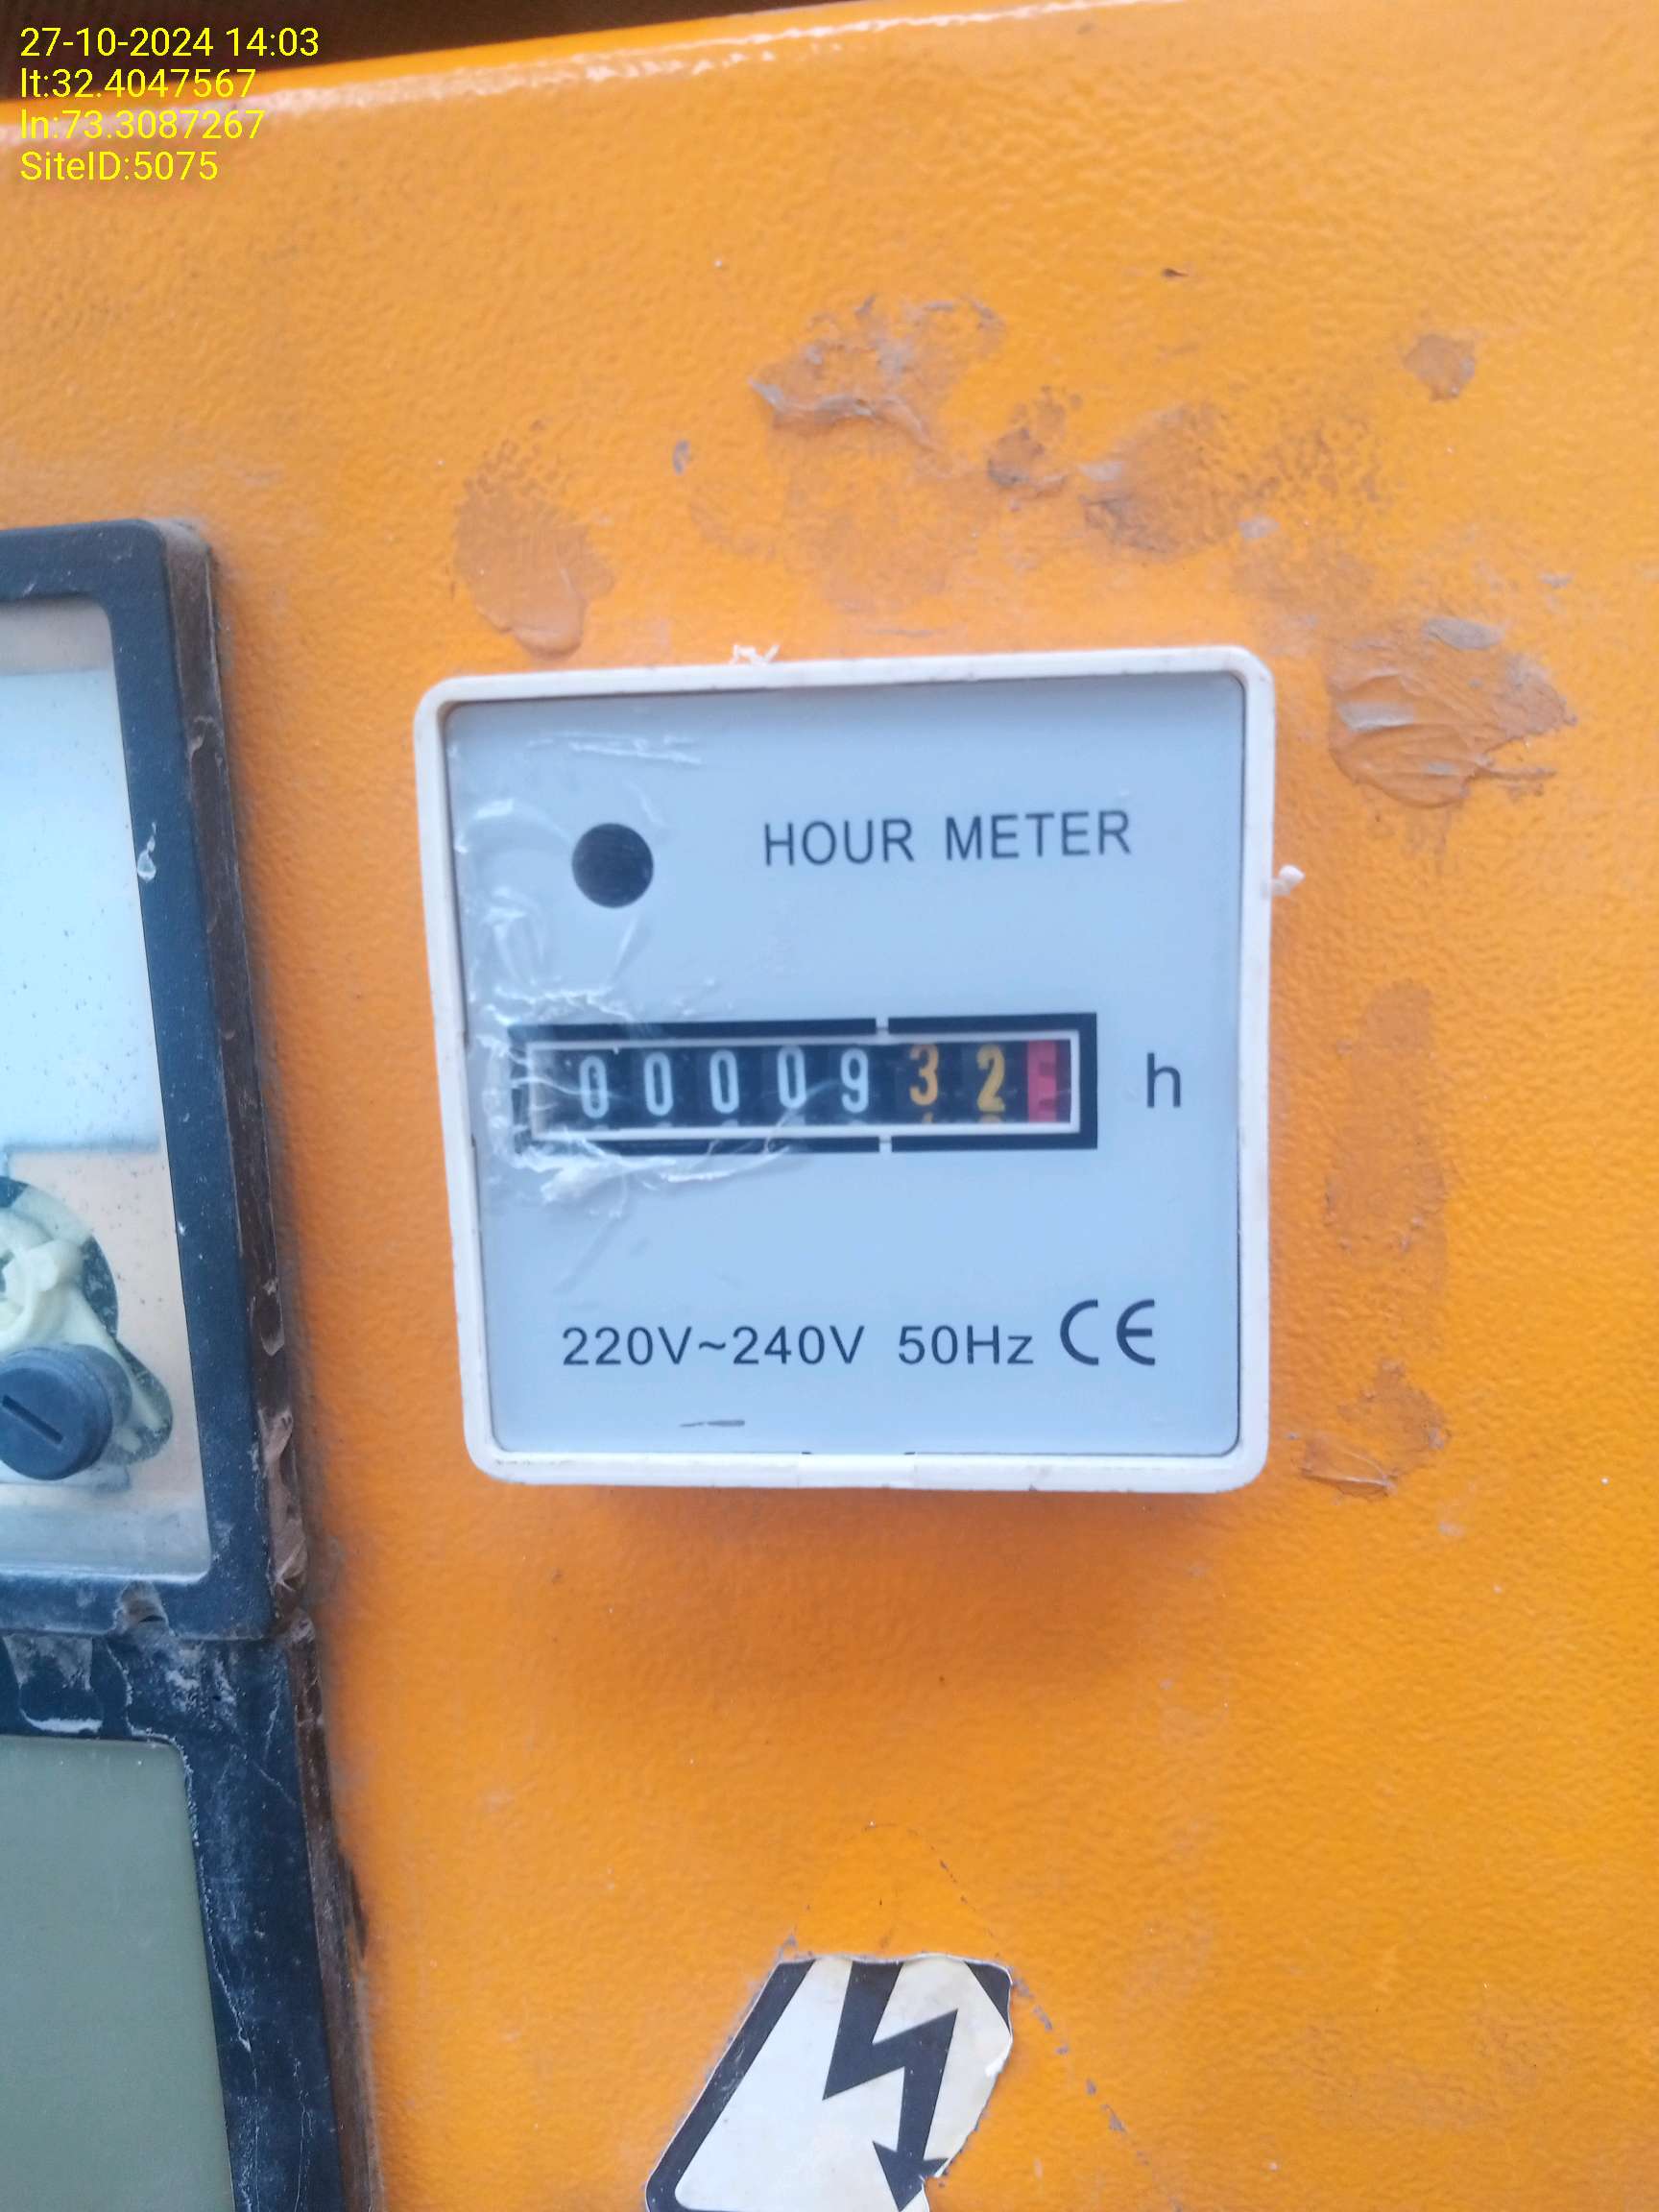 27-10-2024 14:03
lt:32.4047567
ln:73.3087267
SiteID:5075
HOUR METER
0000932 h
220V~240V 50Hz CE